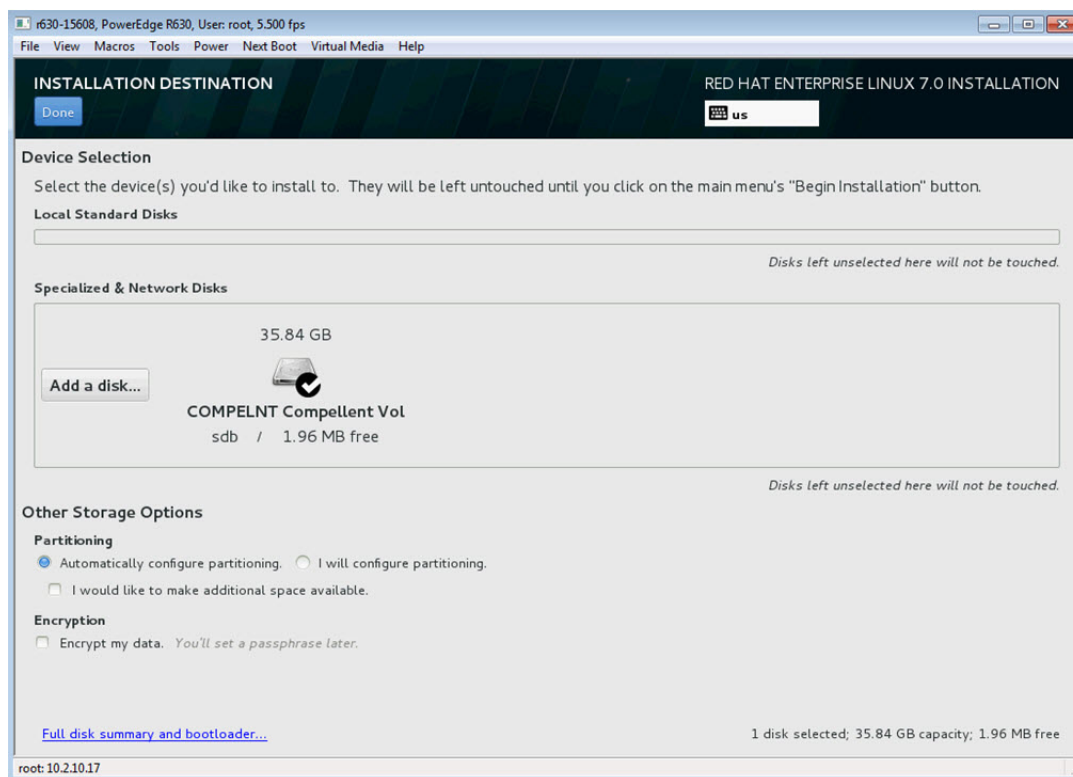 r630-15608, PowerEdge R630, User: root, 5.500 fps
File View Macros Tools Power Next Boot Virtual Media Help
INSTALLATION DESTINATION
RED HAT ENTERPRISE LINUX 7.0 INSTALLATION
Done
us
Device Selection
Select the device(s) you'd like to install to. They will be left untouched until you click on the main menu's "Begin Installation" button.
Local Standard Disks
Disks left unselected here will not be touched.
Specialized & Network Disks
35.84 GB
Add a disk...
COMPELNT Compellent Vol
sdb / 1.96 MB free
Disks left unselected here will not be touched.
Other Storage Options
Partitioning
Automatically configure partitioning. I will configure partitioning.
I would like to make additional space available.
Encryption
Encrypt my data. You'll set a passphrase later.
Full disk summary and bootloader...
1 disk selected; 35.84 GB capacity; 1.96 MB free
root: 10.2.10.17